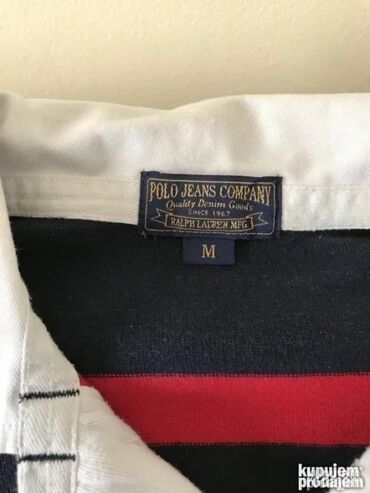 POLO JEANS COMPANY
Quality Denim Goods
SINCE 1967
RALPH LAUREN MFG.
M
kupujem
prodajem